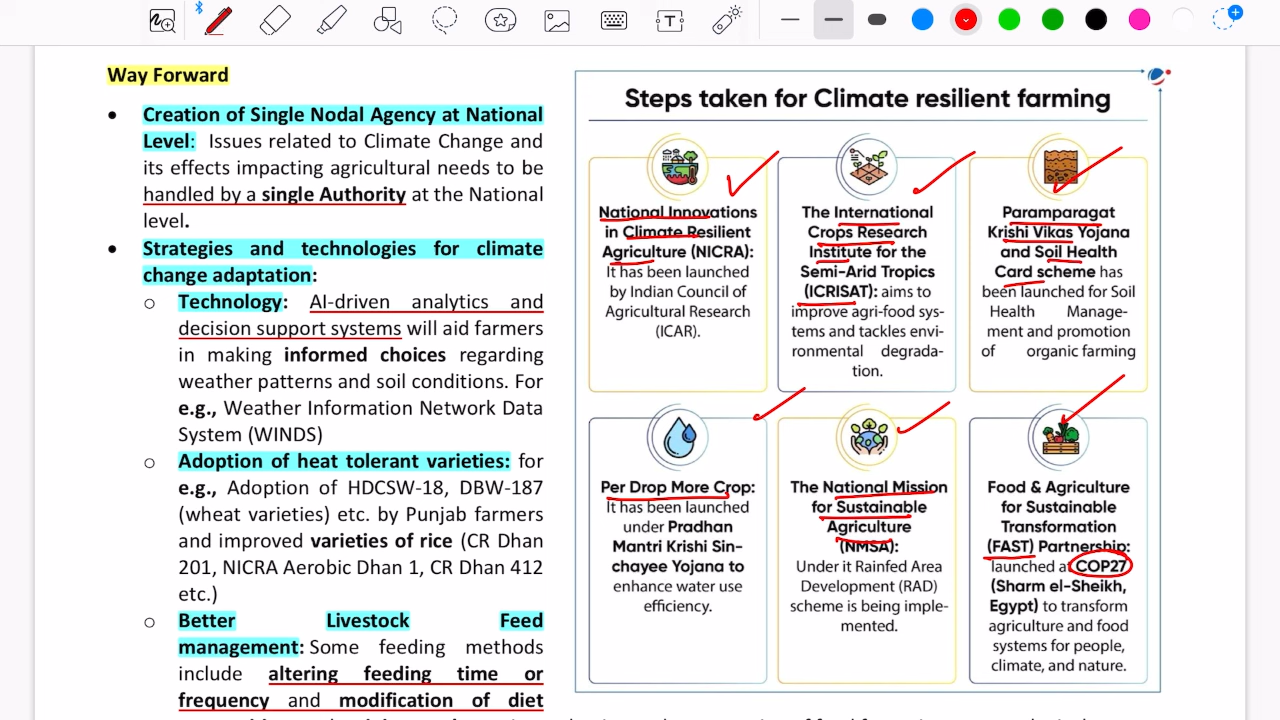 Way Forward
• Creation of Single Nodal Agency at National
Level: Issues related to Climate Change and
its effects impacting agricultural needs to be
handled by a single Authority at the National
level.
• Strategies and technologies for climate
change adaptation:
o Technology: AI-driven analytics and
decision support systems will aid farmers
in making informed choices regarding
weather patterns and soil conditions. For
e.g., Weather Information Network Data
System (WINDS)
o Adoption of heat tolerant varieties: for
e.g., Adoption of HDCSW-18, DBW-187
(wheat varieties) etc. by Punjab farmers
and improved varieties of rice (CR Dhan
201, NICRA Aerobic Dhan 1, CR Dhan 412
etc.)
o Better Livestock Feed
management: Some feeding methods
include altering feeding time or
frequency and modification of diet
Steps taken for Climate resilient farming
National Innovations
in Climate Resilient
Agriculture (NICRA):
It has been launched
by Indian Council of
Agricultural Research
(ICAR).
The International
Crops Research
Institute for the
Semi-Arid Tropics
(ICRISAT): aims to
improve agri-food sys-
tems and tackles envi-
ronmental degrada-
tion.
Paramparagat
Krishi Vikas Yojana
and Soil Health
Card scheme has
been launched for Soil
Health Manage-
ment and promotion
of organic farming
Per Drop More Crop:
It has been launched
under Pradhan
Mantri Krishi Sin-
chayee Yojana to
enhance water use
efficiency.
The National Mission
for Sustainable
Agriculture
(NMSA):
Under it Rainfed Area
Development (RAD)
scheme is being imple-
mented.
Food & Agriculture
for Sustainable
Transformation
(FAST) Partnership:
launched a COP27
(Sharm el-Sheikh,
Egypt) to transform
agriculture and food
systems for people,
climate, and nature.